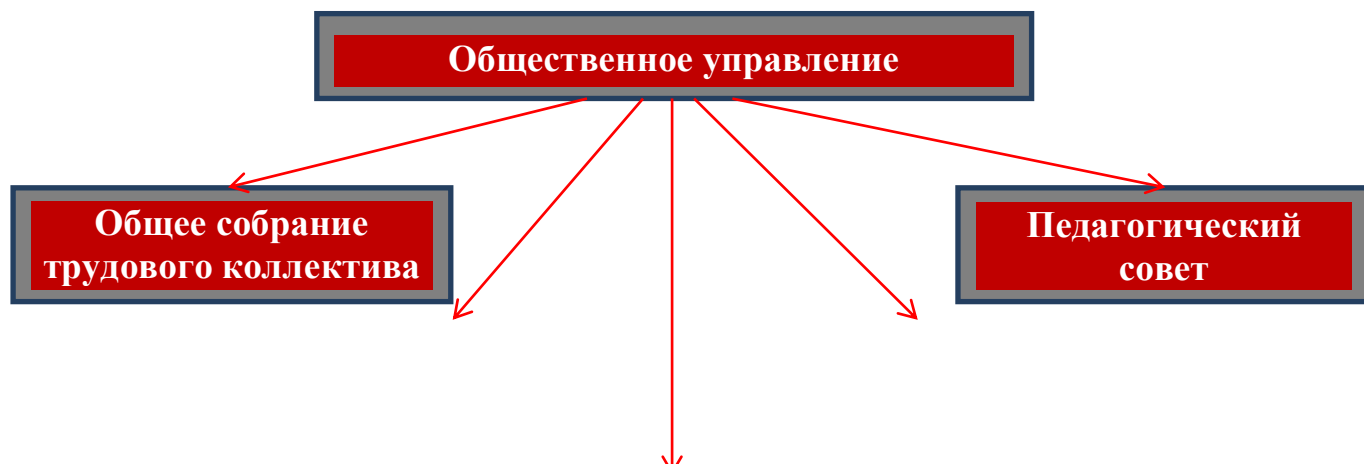 Общественное управление
Общее собрание
трудового коллектива
Педагогический
совет